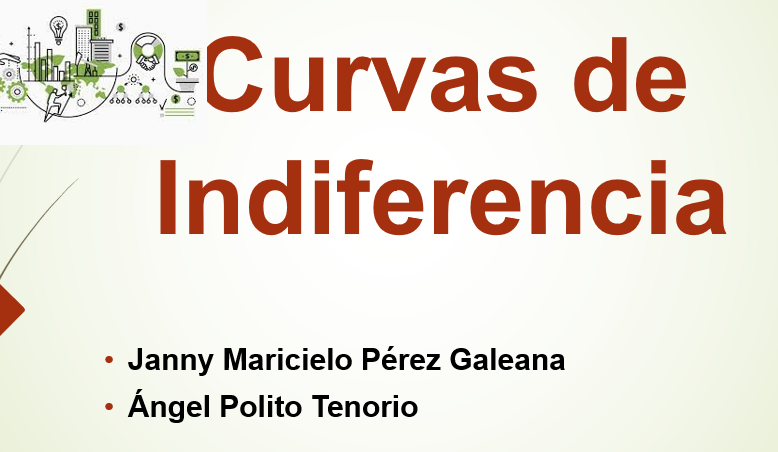 Curvas de
Indiferencia
• Janny Maricielo Pérez Galeana
• Ángel Polito Tenorio